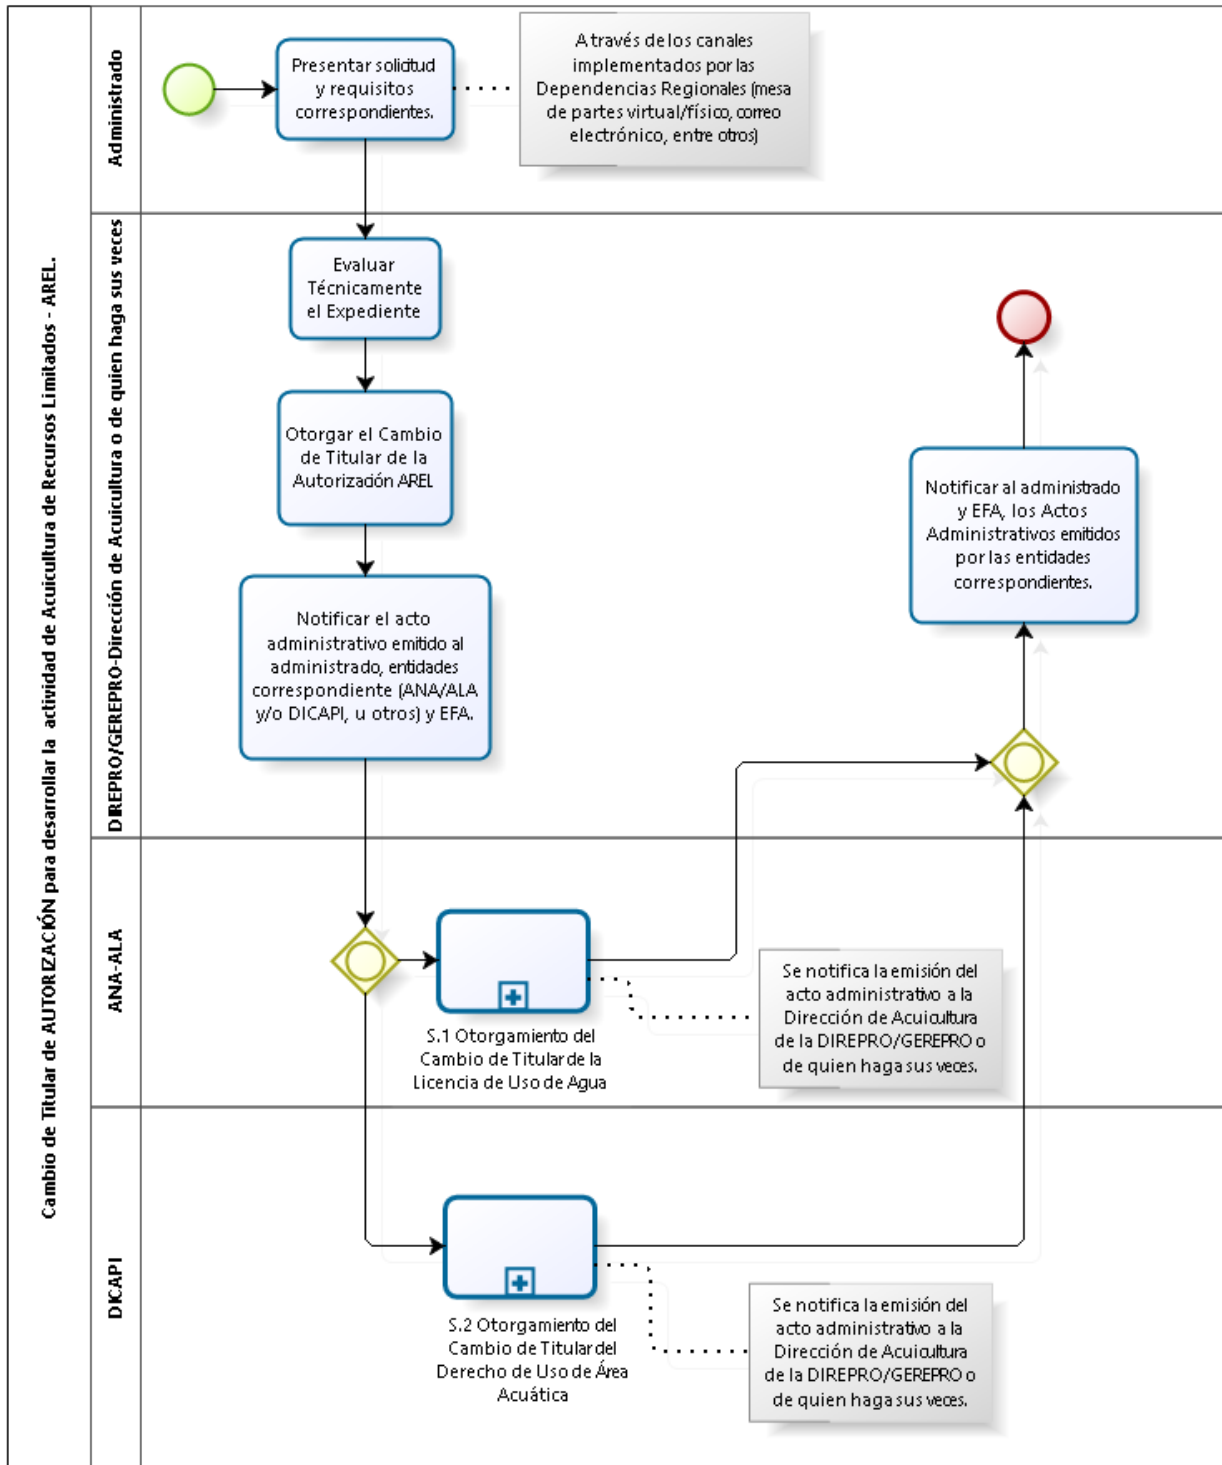 Cambio de Titular de AUTORIZACIÓN para desarrollar la actividad de Acuicultura de Recursos Limitados - AREL.
Administrado
Presentar solicitud
y requisitos
correspondientes.
A través de los canales
implementados por las
Dependencias Regionales (mesa
de partes virtual/físico, correo
electrónico, entre otros)
DIREPRO/GEREPRO-Dirección de Acuicultura o de quien haga sus veces
Evaluar
Técnicamente
el Expediente
Otorgar el Cambio
de Titular de la
Autorización AREL
Notificar el acto
administrativo emitido al
administrado, entidades
correspondiente (ANA/ALA
y/o DICAPI, u otros) y EFA.
Notificar al administrado
y EFA, los Actos
Administrativos emitidos
por las entidades
correspondientes.
ANA-ALA
S.1 Otorgamiento del
Cambio de Titular de la
Licencia de Uso de Agua
Se notifica la emisión del
acto administrativo a la
Dirección de Acuicultura
de la DIREPRO/GEREPRO o
de quien haga sus veces.
DICAPI
S.2 Otorgamiento del
Cambio de Titular del
Derecho de Uso de Área
Acuática
Se notifica la emisión del
acto administrativo a la
Dirección de Acuicultura
de la DIREPRO/GEREPRO o
de quien haga sus veces.